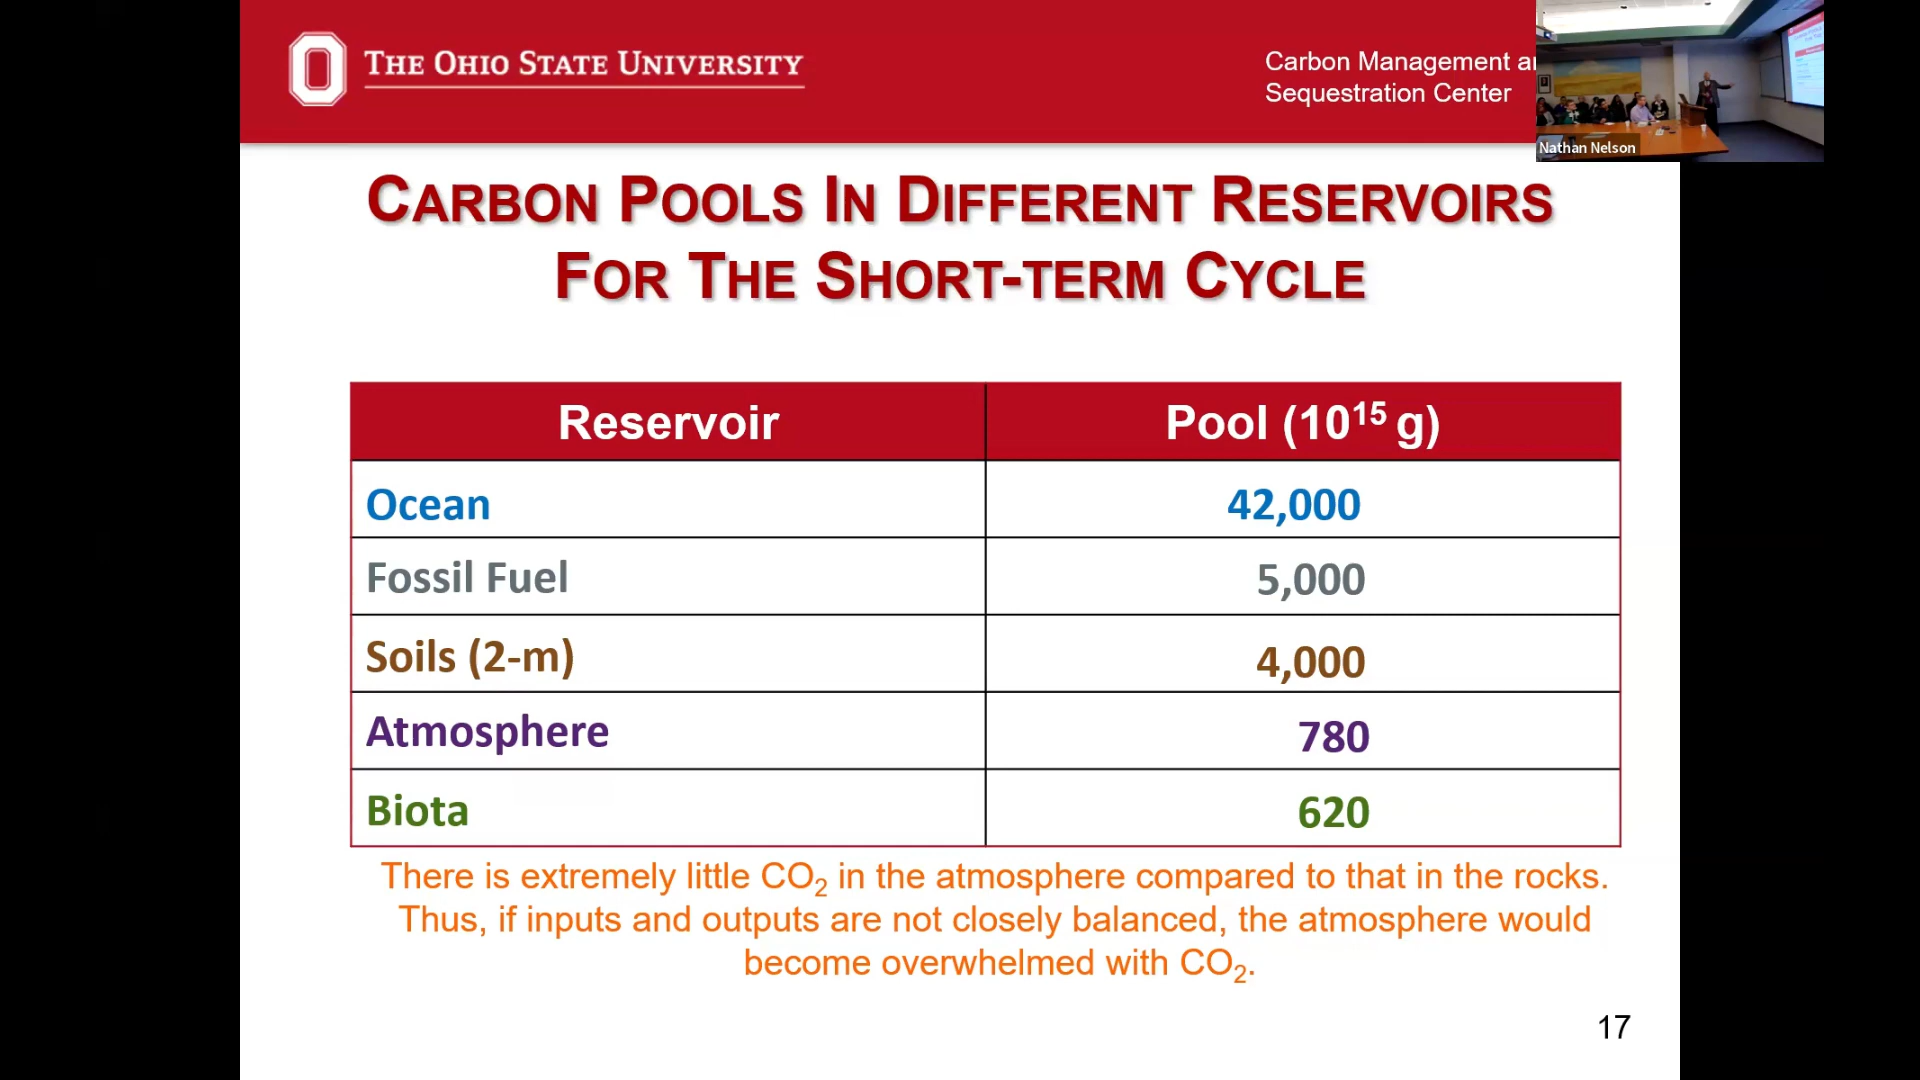 THE OHIO STATE UNIVERSITY
Carbon Management a
Sequestration Center
Nathan Nelson
CARBON POOLS IN DIFFERENT RESERVOIRS
FOR THE SHORT-TERM CYCLE
Reservoir Pool (10¹⁵ g)
Ocean 42,000
Fossil Fuel 5,000
Soils (2-m) 4,000
Atmosphere 780
Biota 620
There is extremely little CO₂ in the atmosphere compared to that in the rocks.
Thus, if inputs and outputs are not closely balanced, the atmosphere would
become overwhelmed with CO₂.
17